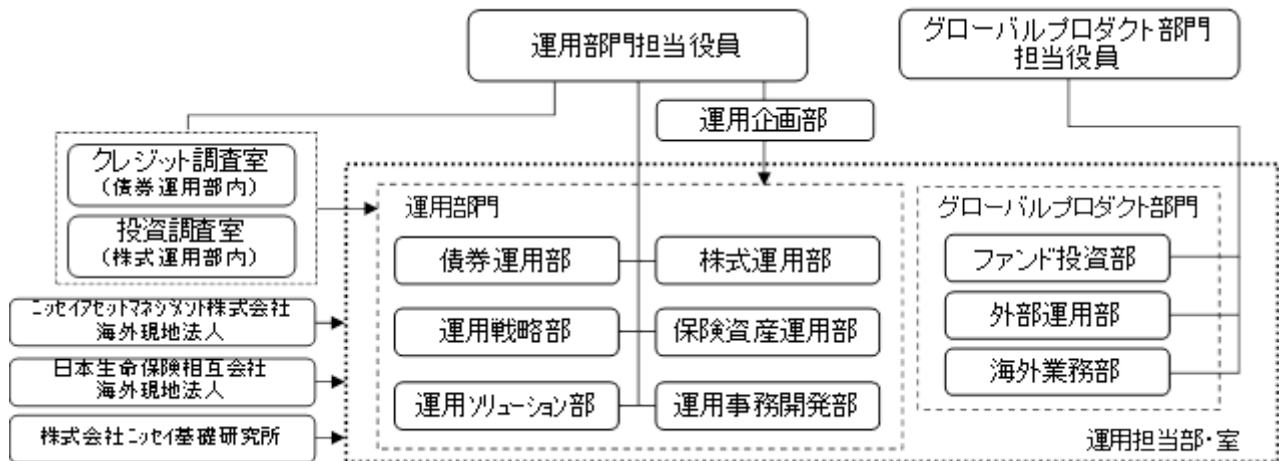 運用部門担当役員
グローバルプロダクト部門
担当役員
運用企画部
クレジット調査室
(債券運用部内)
投資調査室
(株式運用部内)
ニッセイアセットマネジメント株式会社
海外現地法人
日本生命保険相互会社
海外現地法人
株式会社ニッセイ基礎研究所
運用部門
債券運用部
株式運用部
運用戦略部
保険資産運用部
運用ソリューション部
運用事務開発部
グローバルプロダクト部門
ファンド投資部
外部運用部
海外業務部
運用担当部・室